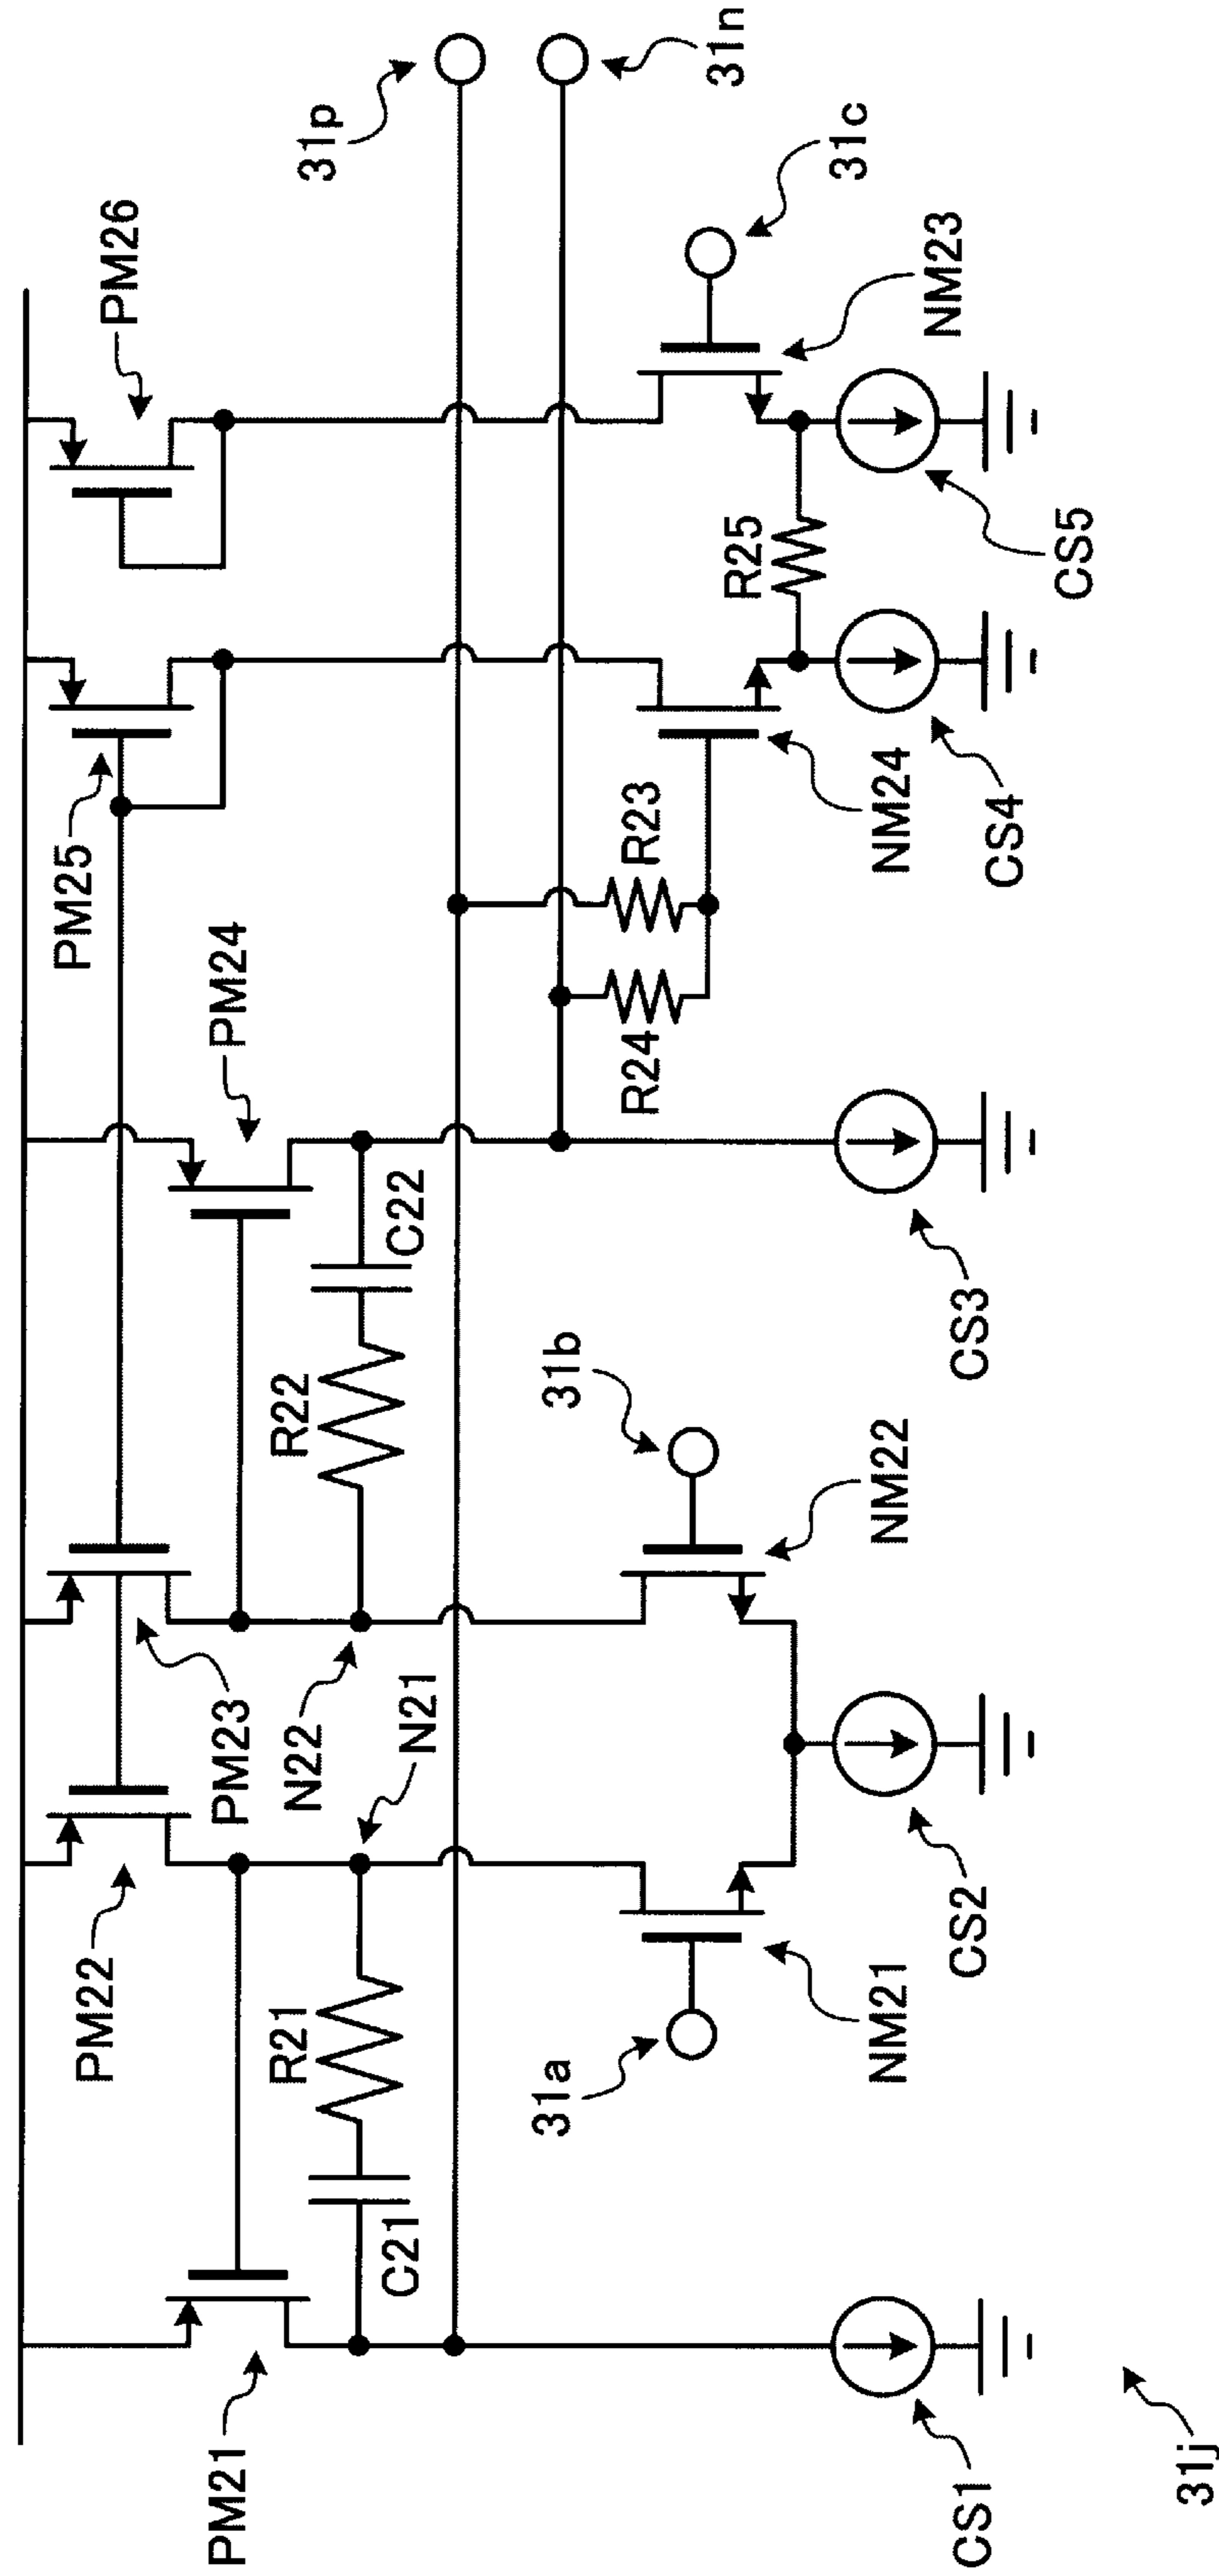 PM26
31p
31n
31c
NM23
PM25
PM24
R23
R24
R25
NM24
CS4
CS5
C22
R22
31b
NM22
CS3
PM23
N22
N21
PM22
R21
C21
31a
NM21
CS2
PM21
CS1
31j